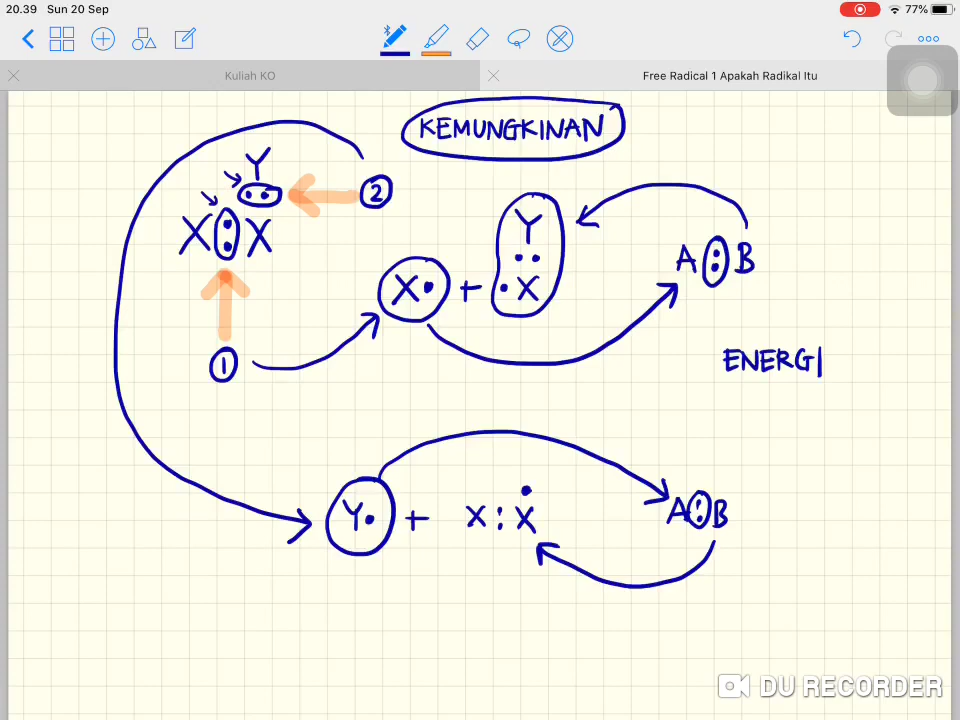 20.39 Sun 20 Sep
77%
Kuliah KO
Free Radical 1 Apakah Radikal Itu
KEMUNGKINAN
Y
X : X
2
Y
X• + •X
A : B
1
ENERGI
Y• + X : X
A : B
DU RECORDER